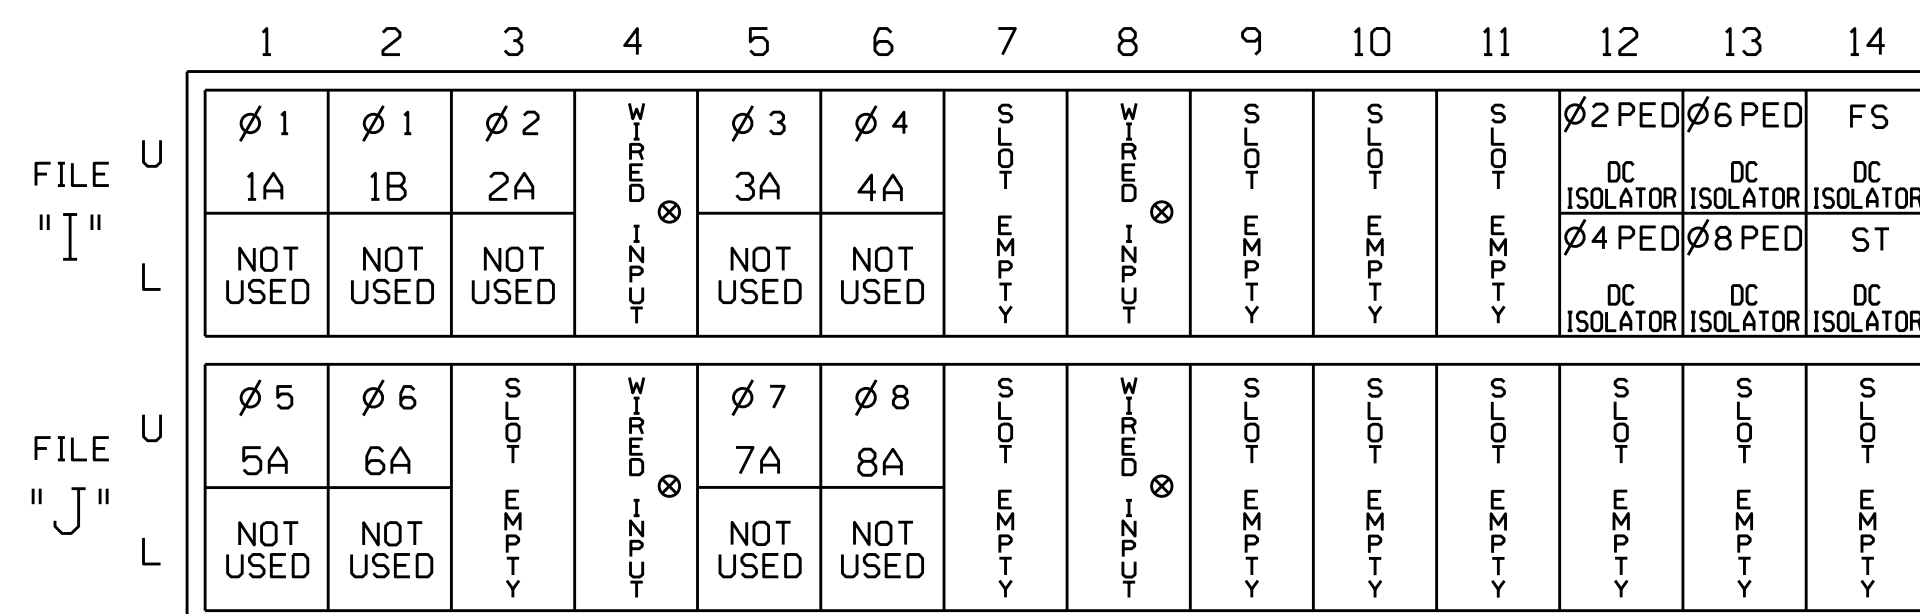 1 2 3 4 5 6 7 8 9 10 11 12 13 14
FILE
"I"
U
L
Ø 1
1A
NOT
USED
Ø 1
1B
NOT
USED
Ø 2
2A
NOT
USED
WIRED INPUT
Ø 3
3A
NOT
USED
Ø 4
4A
NOT
USED
SLOT EMPTY
WIRED INPUT
SLOT EMPTY
SLOT EMPTY
SLOT EMPTY
Ø2 PED
DC
ISOLATOR
Ø4 PED
DC
ISOLATOR
Ø6 PED
DC
ISOLATOR
Ø8 PED
DC
ISOLATOR
FS
DC
ISOLATOR
ST
DC
ISOLATOR
FILE
"J"
U
L
Ø 5
5A
NOT
USED
Ø 6
6A
NOT
USED
SLOT EMPTY
WIRED INPUT
Ø 7
7A
NOT
USED
Ø 8
8A
NOT
USED
SLOT EMPTY
WIRED INPUT
SLOT EMPTY
SLOT EMPTY
SLOT EMPTY
SLOT EMPTY
SLOT EMPTY
SLOT EMPTY